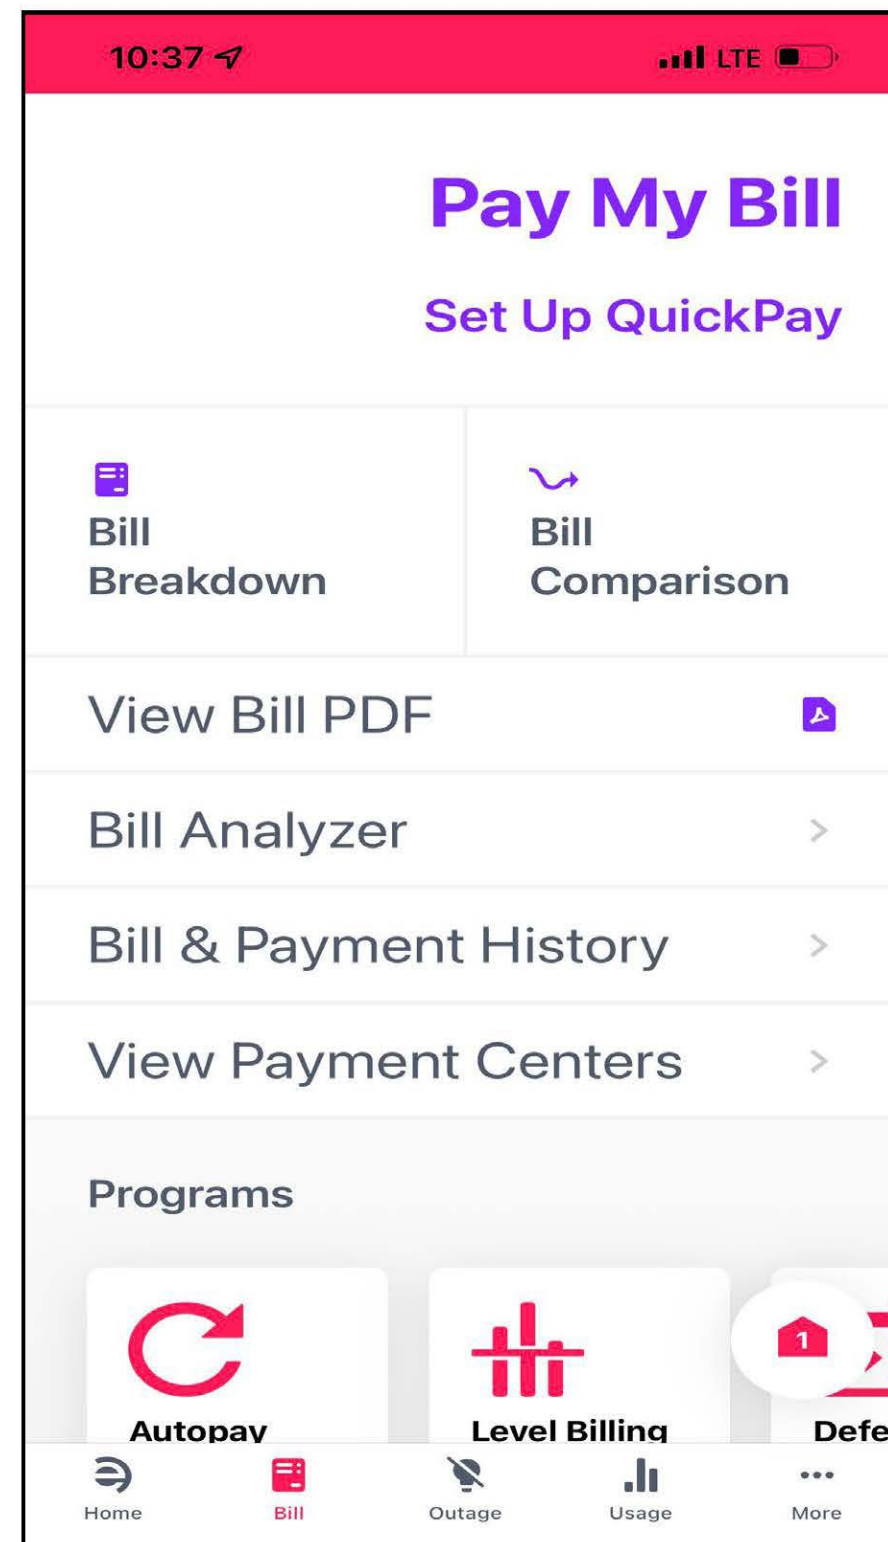 10:37
LTE
Pay My Bill
Set Up QuickPay
Bill
Breakdown
Bill
Comparison
View Bill PDF
Bill Analyzer
Bill & Payment History
View Payment Centers
Programs
1
Autopay
Level Billing
Defe
Home
Bill
Outage
Usage
More